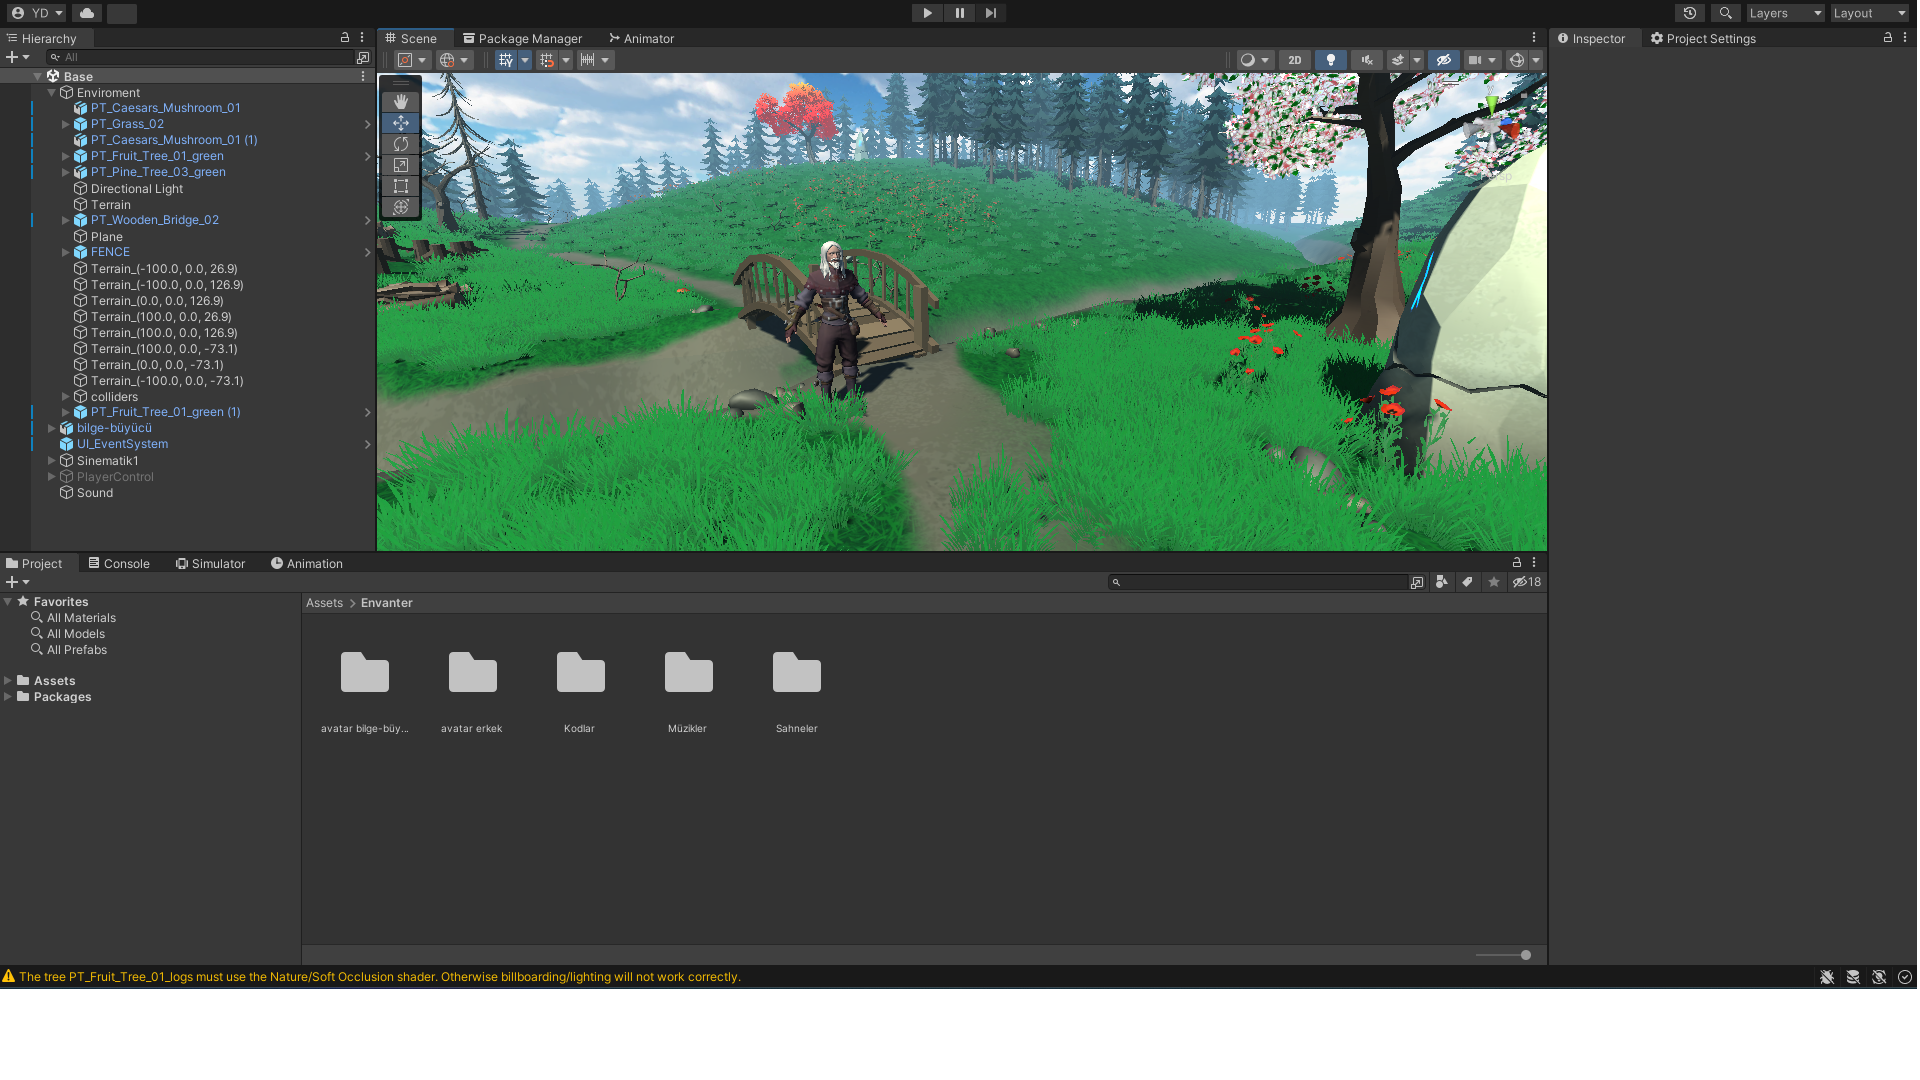 YD
Layers
Layout
Hierarchy
Scene
Package Manager
Animator
Inspector
Project Settings
All
2D
Base
Enviroment
PT_Caesars_Mushroom_01
PT_Grass_02
PT_Caesars_Mushroom_01 (1)
PT_Fruit_Tree_01_green
PT_Pine_Tree_03_green
Directional Light
Terrain
PT_Wooden_Bridge_02
Plane
FENCE
Terrain_(-100.0, 0.0, 26.9)
Terrain_(-100.0, 0.0, 126.9)
Terrain_(0.0, 0.0, 126.9)
Terrain_(100.0, 0.0, 26.9)
Terrain_(100.0, 0.0, 126.9)
Terrain_(100.0, 0.0, -73.1)
Terrain_(0.0, 0.0, -73.1)
Terrain_(-100.0, 0.0, -73.1)
colliders
PT_Fruit_Tree_01_green (1)
bilge-büyücü
UI_EventSystem
Sinematik1
PlayerControl
Sound
Project
Console
Simulator
Animation
18
Favorites
All Materials
All Models
All Prefabs
Assets
Packages
Assets > Envanter
avatar bilge-büy...
avatar erkek
Kodlar
Müzikler
Sahneler
The tree PT_Fruit_Tree_01_logs must use the Nature/Soft Occlusion shader. Otherwise billboarding/lighting will not work correctly.